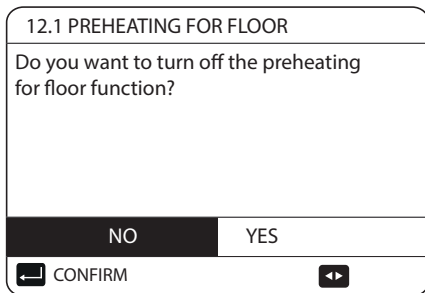 12.1 PREHEATING FOR FLOOR
Do you want to turn off the preheating
for floor function?
NO YES
CONFIRM